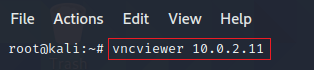 File Actions Edit View Help
root@kali:~# vncviewer 10.0.2.11